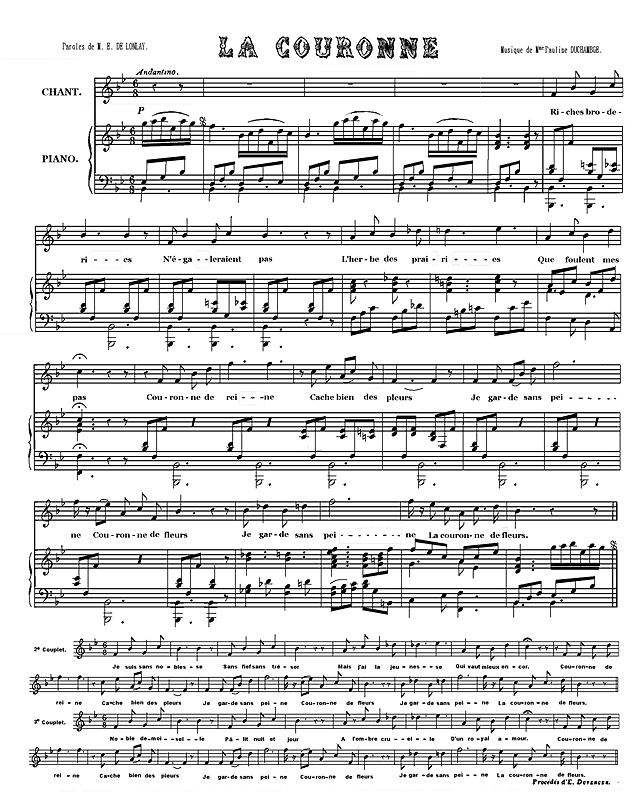 Paroles de M. E. DE LONLAY.
LA COURONNE
Musique de Mme Pauline DUCHAMBGE.
Andantino.
CHANT.
p
Ri-ches bro-de-
PIANO.
ri---es N'é-ga--leraient pas L'her-be des prai-ri---es Que foulent mes
pas Cou-ron-ne de rei---ne Cache bien des pleurs Je gar-de sans pei-----
ne Cou-ron-ne de fleurs Je gar-de sans pei------ne La couron-ne de fleurs.
2e Couplet.
Je suis sans no-bles-se Sans fief sans tré-sor Mais j'ai la jeu-nes--se Qui vaut mieux en-cor. Cou-ron-ne de
rei-ne Ca-che bien des pleurs Je gar-de sans pei-ne Cou-ron-ne de fleurs Je gar-de sans pei-ne La cou-ron-ne de fleurs.
3e Couplet.
No-ble de-moi-sel-le Pâ-lit nuit et jour A l'om-bre cru-el-le D'un ro-yal a-mour. Cou-ron-ne de
rei-ne Ca-che bien des pleurs Je gar-de sans pei-ne Cou-ron-ne de fleurs Je gar-de sans pei-ne La cou-ron-ne de fleurs.
Procédés d'E. DUVERGER.